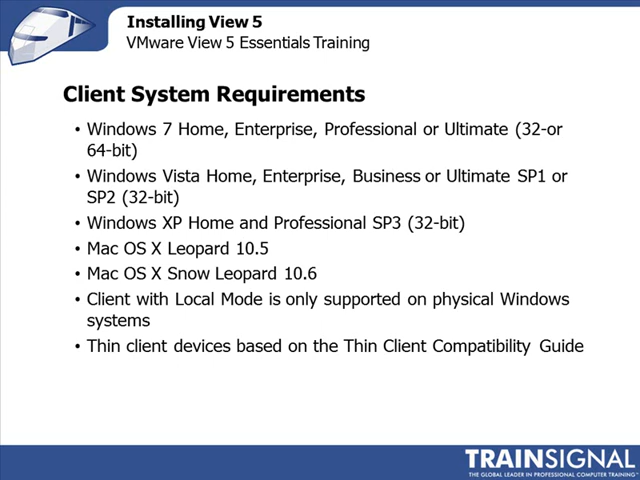 Installing View 5
VMware View 5 Essentials Training
Client System Requirements
• Windows 7 Home, Enterprise, Professional or Ultimate (32-or
64-bit)
• Windows Vista Home, Enterprise, Business or Ultimate SP1 or
SP2 (32-bit)
• Windows XP Home and Professional SP3 (32-bit)
• Mac OS X Leopard 10.5
• Mac OS X Snow Leopard 10.6
• Client with Local Mode is only supported on physical Windows
systems
• Thin client devices based on the Thin Client Compatibility Guide
TRAINSIGNAL
THE GLOBAL LEADER IN PROFESSIONAL COMPUTER TRAINING™